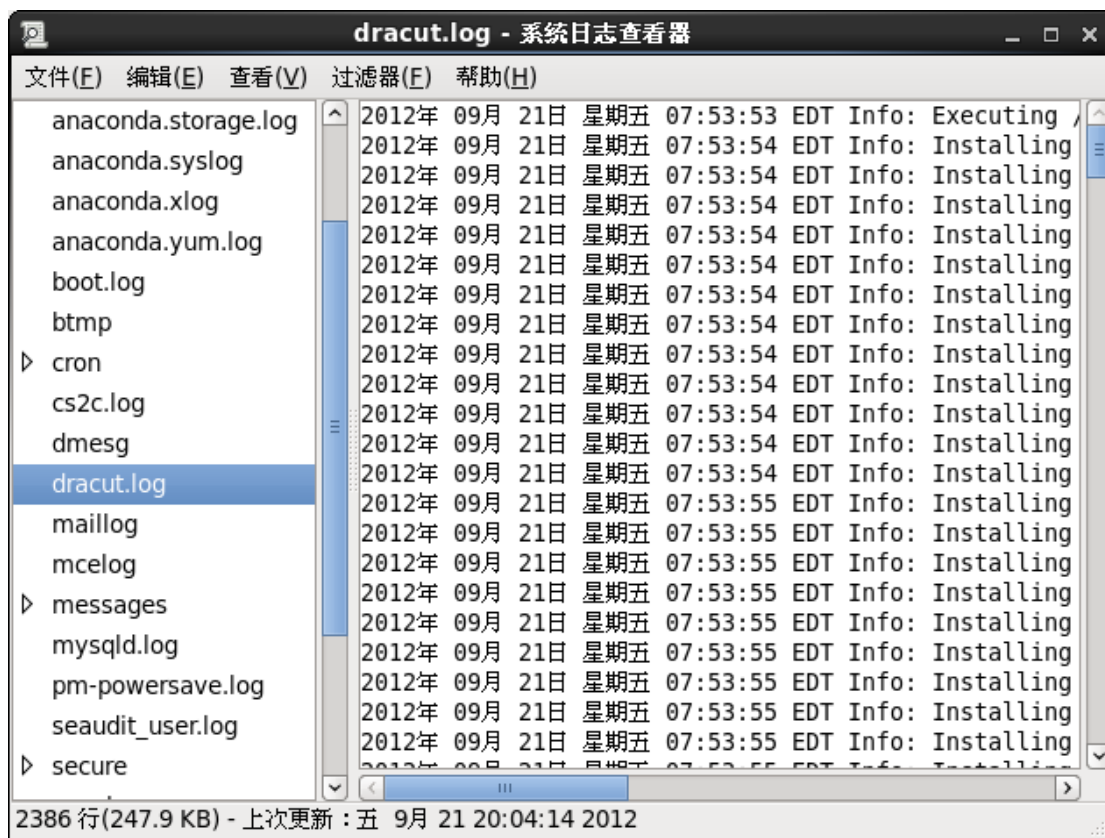 dracut.log - 系统日志查看器
文件(F) 编辑(E) 查看(V) 过滤器(F) 帮助(H)
anaconda.storage.log
anaconda.syslog
anaconda.xlog
anaconda.yum.log
boot.log
btmp
cron
cs2c.log
dmesg
dracut.log
maillog
mcelog
messages
mysqld.log
pm-powersave.log
seaudit_user.log
secure
2012年 09月 21日 星期五 07:53:53 EDT Info: Executing /
2012年 09月 21日 星期五 07:53:54 EDT Info: Installing
2012年 09月 21日 星期五 07:53:54 EDT Info: Installing
2012年 09月 21日 星期五 07:53:54 EDT Info: Installing
2012年 09月 21日 星期五 07:53:54 EDT Info: Installing
2012年 09月 21日 星期五 07:53:54 EDT Info: Installing
2012年 09月 21日 星期五 07:53:54 EDT Info: Installing
2012年 09月 21日 星期五 07:53:54 EDT Info: Installing
2012年 09月 21日 星期五 07:53:54 EDT Info: Installing
2012年 09月 21日 星期五 07:53:54 EDT Info: Installing
2012年 09月 21日 星期五 07:53:54 EDT Info: Installing
2012年 09月 21日 星期五 07:53:54 EDT Info: Installing
2012年 09月 21日 星期五 07:53:54 EDT Info: Installing
2012年 09月 21日 星期五 07:53:55 EDT Info: Installing
2012年 09月 21日 星期五 07:53:55 EDT Info: Installing
2012年 09月 21日 星期五 07:53:55 EDT Info: Installing
2012年 09月 21日 星期五 07:53:55 EDT Info: Installing
2012年 09月 21日 星期五 07:53:55 EDT Info: Installing
2012年 09月 21日 星期五 07:53:55 EDT Info: Installing
2012年 09月 21日 星期五 07:53:55 EDT Info: Installing
2012年 09月 21日 星期五 07:53:55 EDT Info: Installing
2012年 09月 21日 星期五 07:53:55 EDT Info: Installing
2386 行(247.9 KB) - 上次更新：五 9月 21 20:04:14 2012